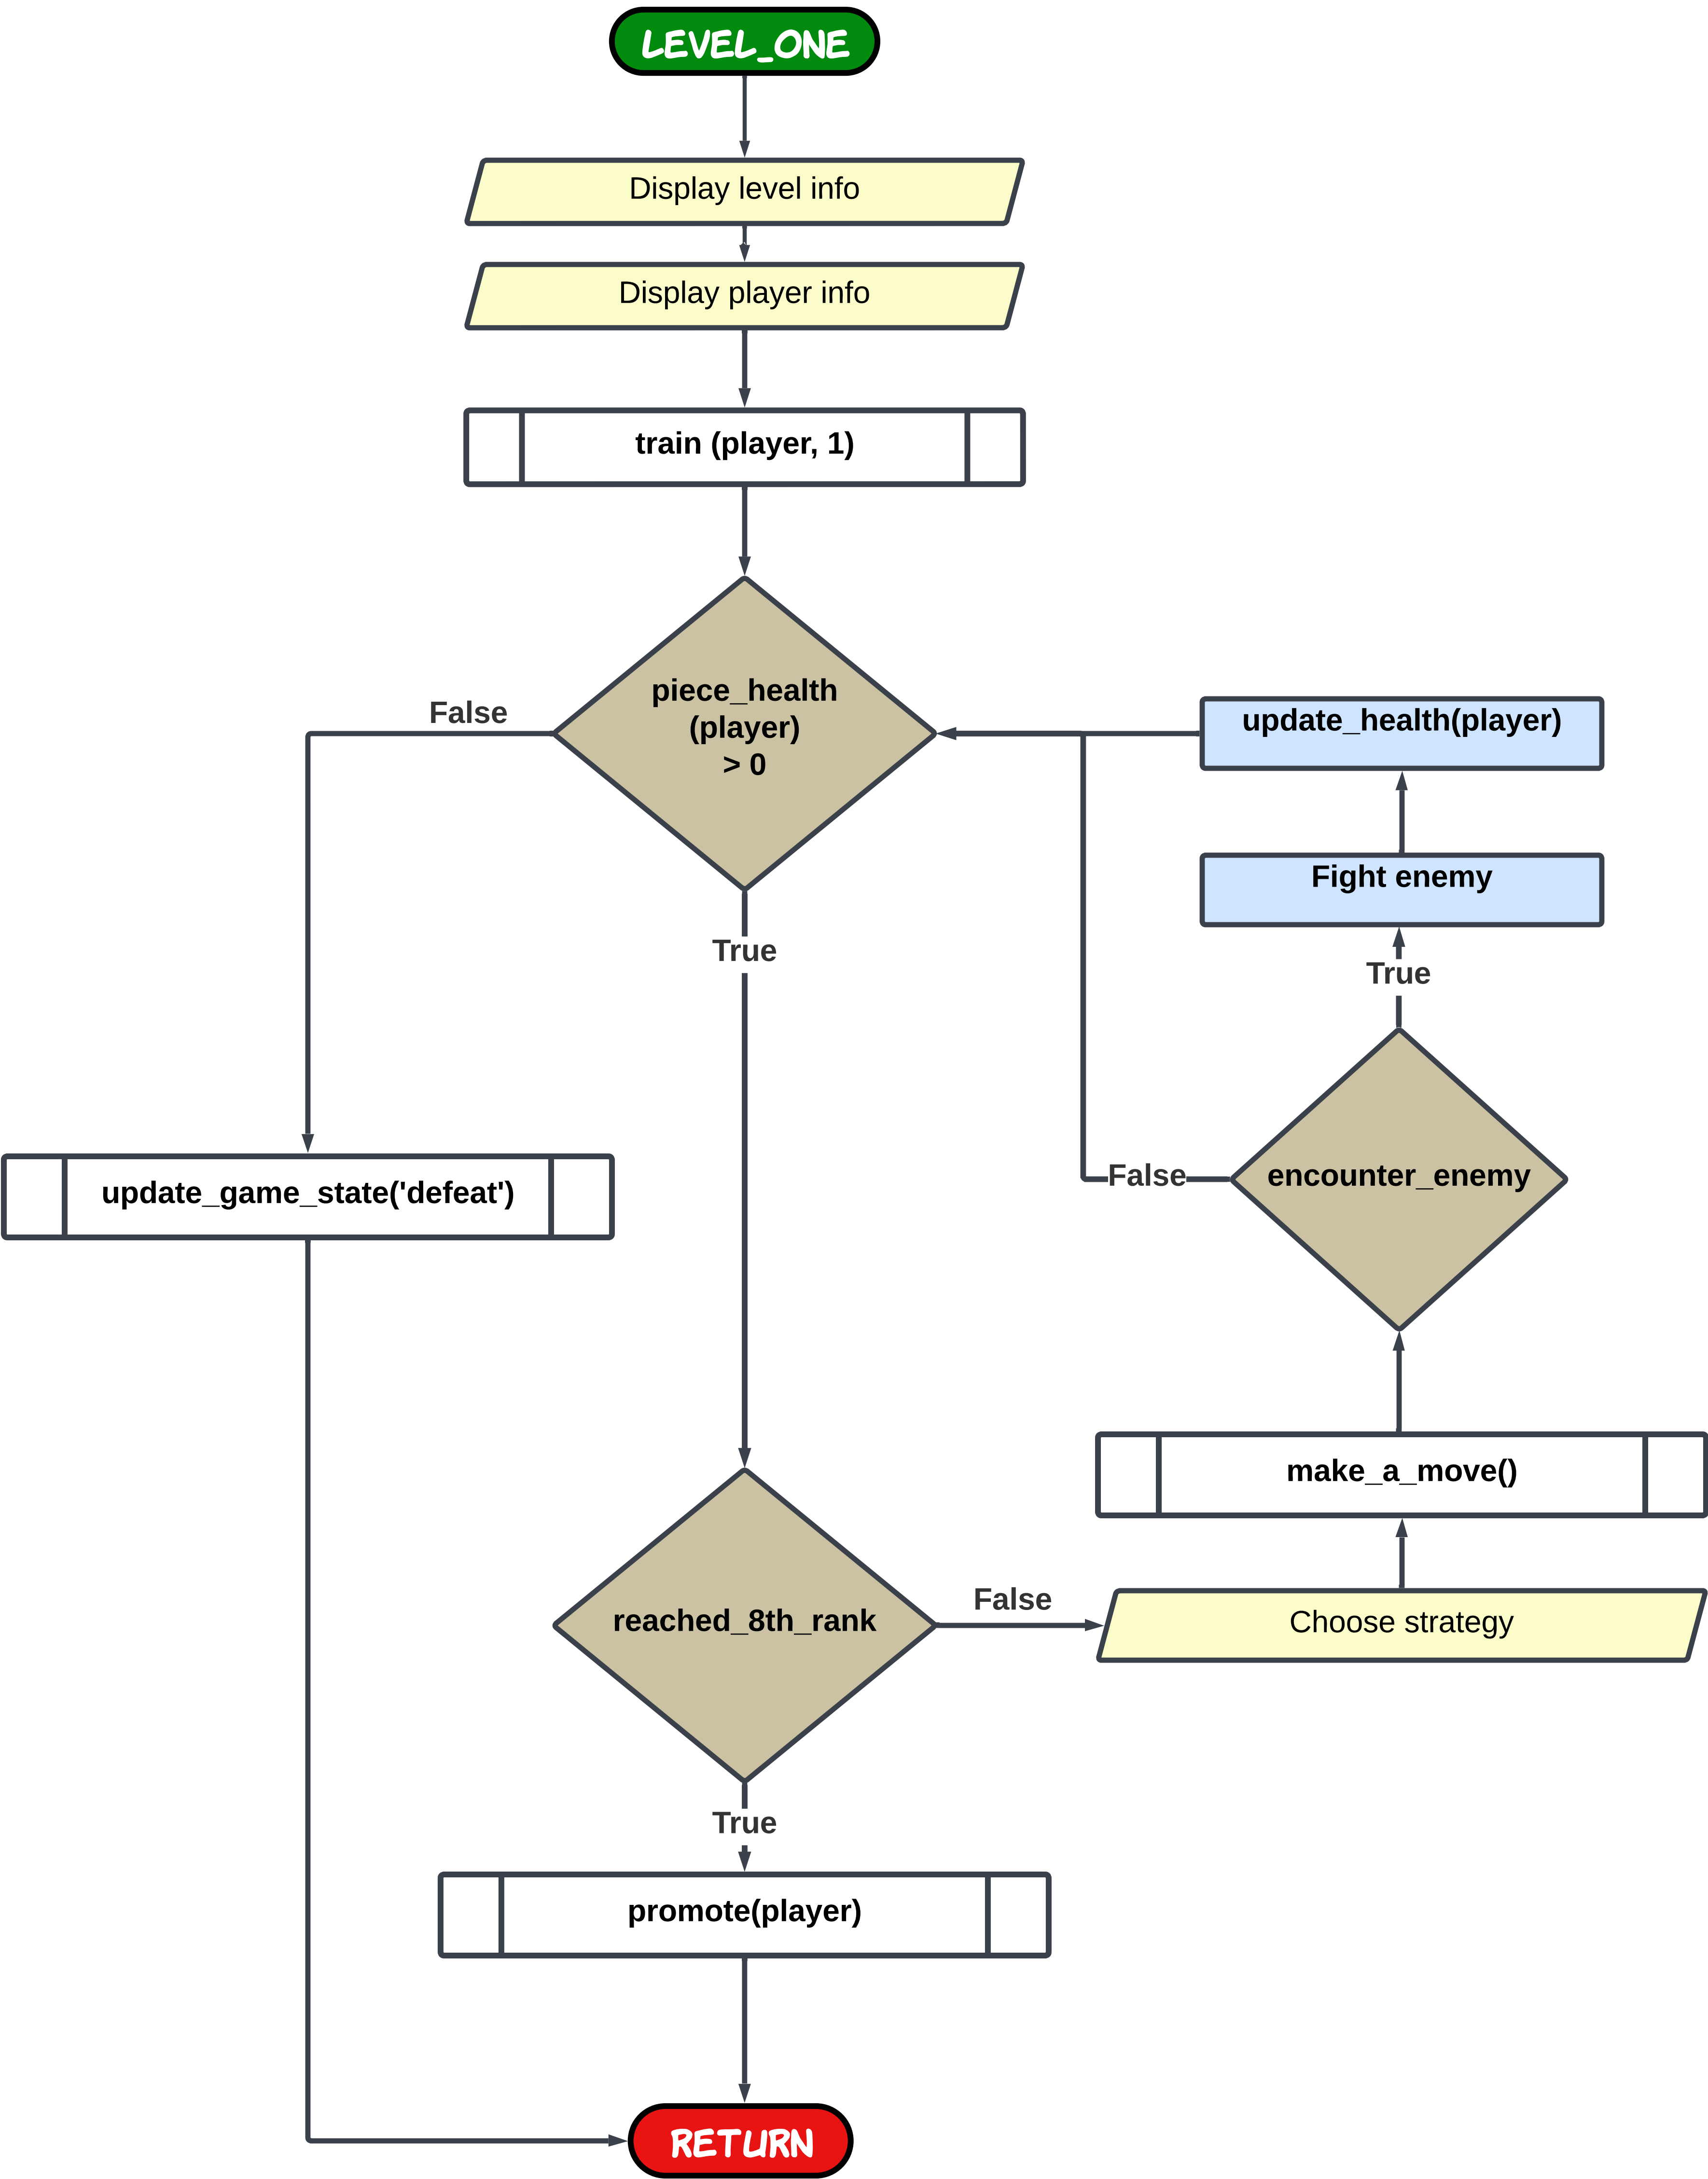 LEVEL_ONE
Display level info
Display player info
train (player, 1)
piece_health
(player)
> 0
False
update_health(player)
Fight enemy
True
True
encounter_enemy
False
update_game_state('defeat')
make_a_move()
Choose strategy
False
reached_8th_rank
True
promote(player)
RETURN